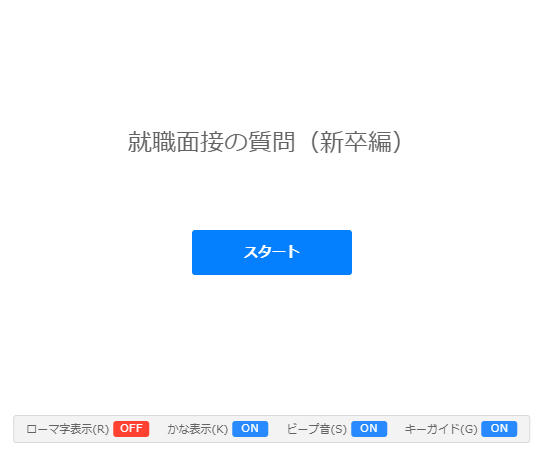 就職面接の質問（新卒編）
スタート
ローマ字表示(R) OFF かな表示(K) ON ビープ音(S) ON キーガイド(G) ON